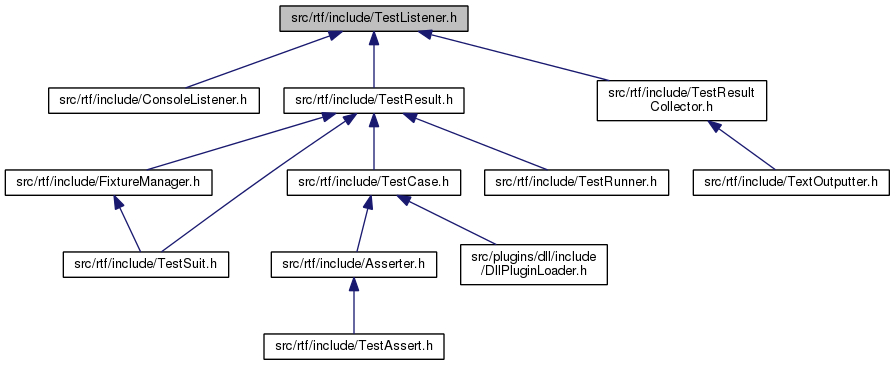 src/rtf/include/TestListener.h
src/rtf/include/ConsoleListener.h
src/rtf/include/TestResult.h
src/rtf/include/TestResult
Collector.h
src/rtf/include/FixtureManager.h
src/rtf/include/TestCase.h
src/rtf/include/TestRunner.h
src/rtf/include/TextOutputter.h
src/rtf/include/TestSuit.h
src/rtf/include/Asserter.h
src/plugins/dll/include
/DllPluginLoader.h
src/rtf/include/TestAssert.h